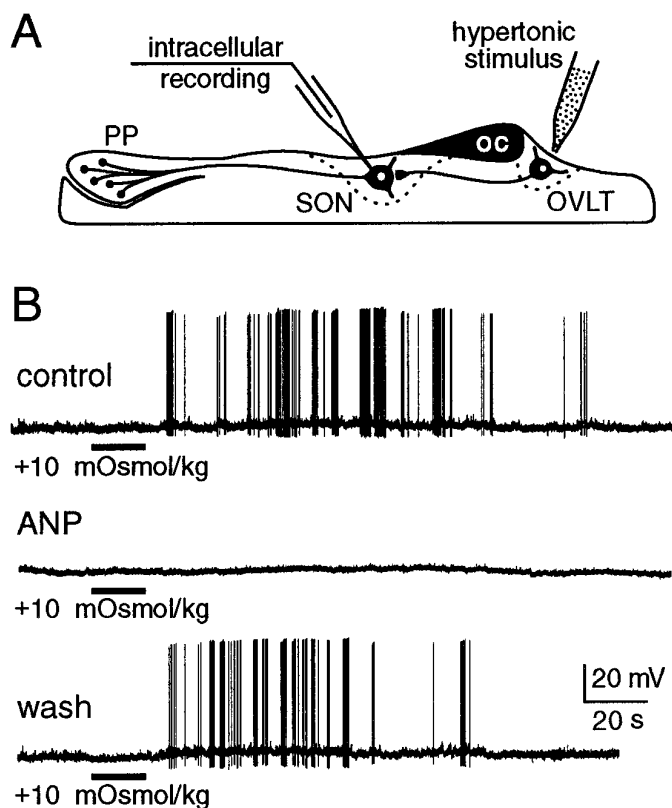 A
intracellular
recording
hypertonic
stimulus
PP
OC
SON
OVLT
B
control
+10 mOsmol/kg
ANP
+10 mOsmol/kg
wash
20 mV
20 s
+10 mOsmol/kg